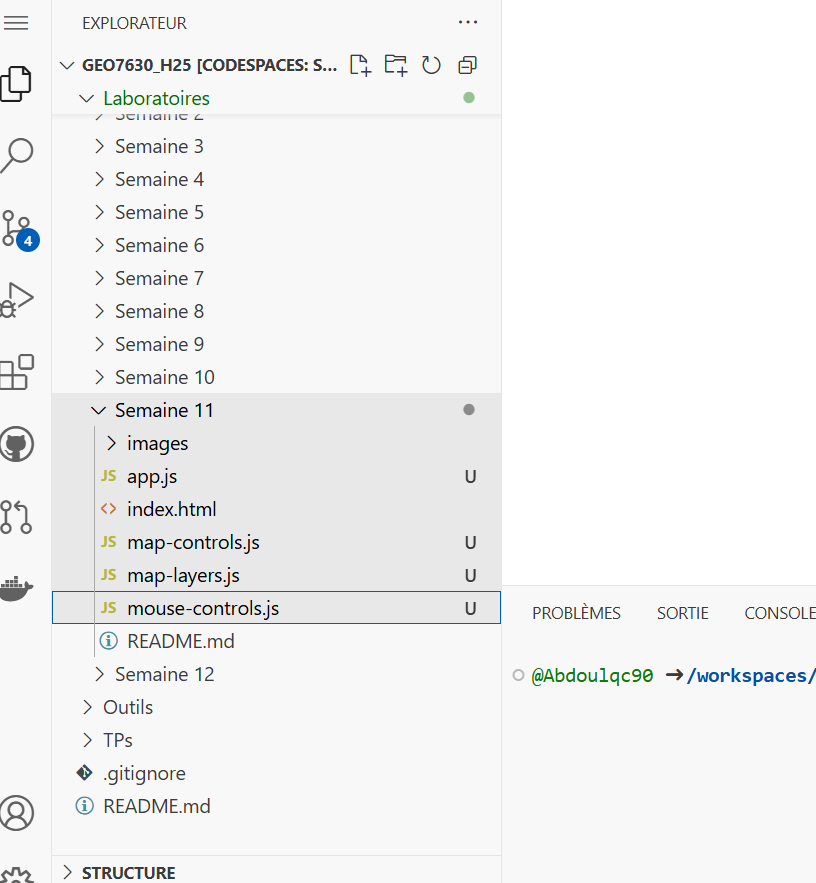 EXPLORATEUR ...
GEO7630_H25 [CODESPACES: S...
Laboratoires
Semaine 2
Semaine 3
Semaine 4
Semaine 5
Semaine 6
Semaine 7
Semaine 8
Semaine 9
Semaine 10
Semaine 11
images
JS app.js U
<> index.html
JS map-controls.js U
JS map-layers.js U
JS mouse-controls.js U
README.md
Semaine 12
Outils
TPs
.gitignore
README.md
STRUCTURE
4
PROBLÈMES SORTIE CONSOLE
@Abdoulqc90 ➜/workspaces/